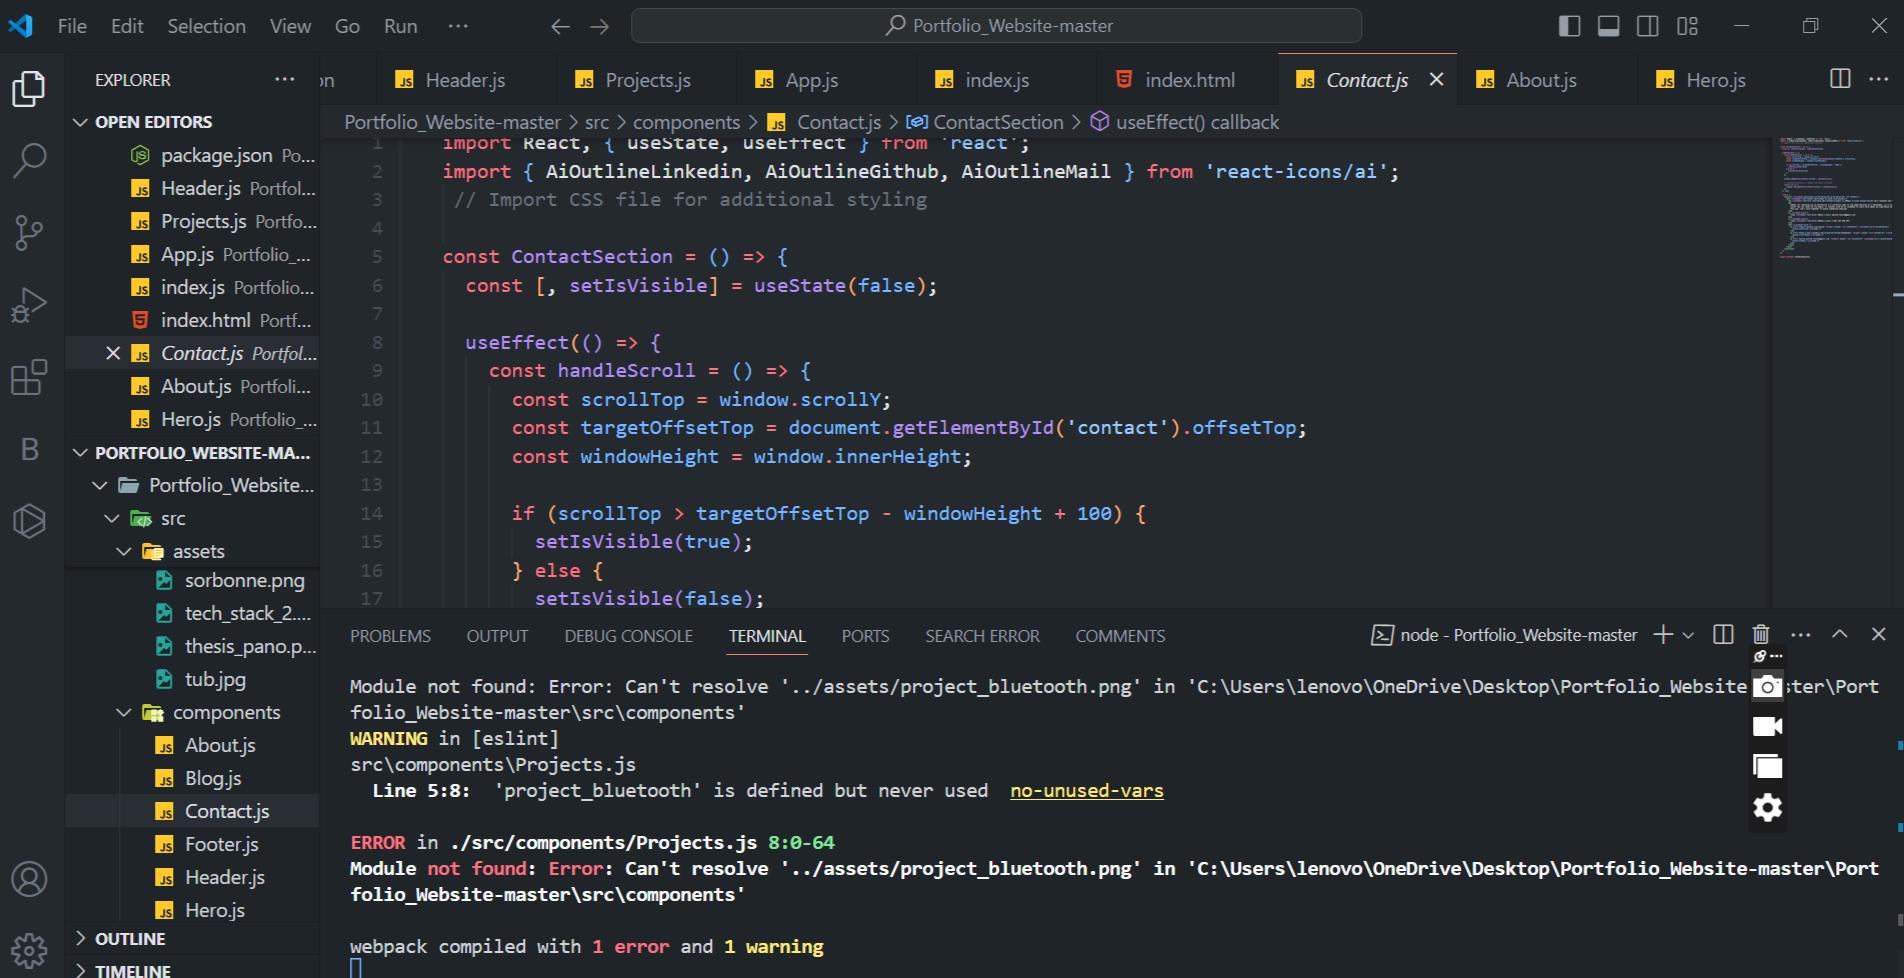 File Edit Selection View Go Run ··· Portfolio_Website-master
EXPLORER ···
OPEN EDITORS
package.json Po...
Header.js Portfol...
Projects.js Portfo...
App.js Portfolio_...
index.js Portfolio...
index.html Portf...
Contact.js Portfol...
About.js Portfoli...
Hero.js Portfolio_...
PORTFOLIO_WEBSITE-MA...
Portfolio_Website...
src
assets
sorbonne.png
tech_stack_2....
thesis_pano.p...
tub.jpg
components
About.js
Blog.js
Contact.js
Footer.js
Header.js
Hero.js
OUTLINE
TIMELINE
on Header.js Projects.js App.js index.js index.html Contact.js About.js Hero.js ···
Portfolio_Website-master > src > components > JS Contact.js > ContactSection > useEffect() callback
1 import React, { useState, useEffect } from 'react';
2 import { AiOutlineLinkedin, AiOutlineGithub, AiOutlineMail } from 'react-icons/ai';
3 // Import CSS file for additional styling
4
5 const ContactSection = () => {
6 const [, setIsVisible] = useState(false);
7
8 useEffect(() => {
9 const handleScroll = () => {
10 const scrollTop = window.scrollY;
11 const targetOffsetTop = document.getElementById('contact').offsetTop;
12 const windowHeight = window.innerHeight;
13
14 if (scrollTop > targetOffsetTop - windowHeight + 100) {
15 setIsVisible(true);
16 } else {
17 setIsVisible(false);
PROBLEMS OUTPUT DEBUG CONSOLE TERMINAL PORTS SEARCH ERROR COMMENTS node - Portfolio_Website-master
Module not found: Error: Can't resolve '../assets/project_bluetooth.png' in 'C:\Users\lenovo\OneDrive\Desktop\Portfolio_Website ster\Port
folio_Website-master\src\components'
WARNING in [eslint]
src\components\Projects.js
Line 5:8: 'project_bluetooth' is defined but never used no-unused-vars
ERROR in ./src/components/Projects.js 8:0-64
Module not found: Error: Can't resolve '../assets/project_bluetooth.png' in 'C:\Users\lenovo\OneDrive\Desktop\Portfolio_Website-master\Port
folio_Website-master\src\components'
webpack compiled with 1 error and 1 warning